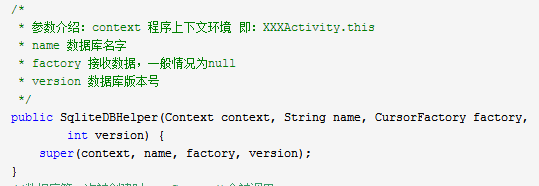 /*
* 参数介绍：context 程序上下文环境 即：XXXActivity.this
* name 数据库名字
* factory 接收数据，一般情况为null
* version 数据库版本号
*/
public SqliteDBHelper(Context context, String name, CursorFactory factory,
int version) {
super(context, name, factory, version);
}